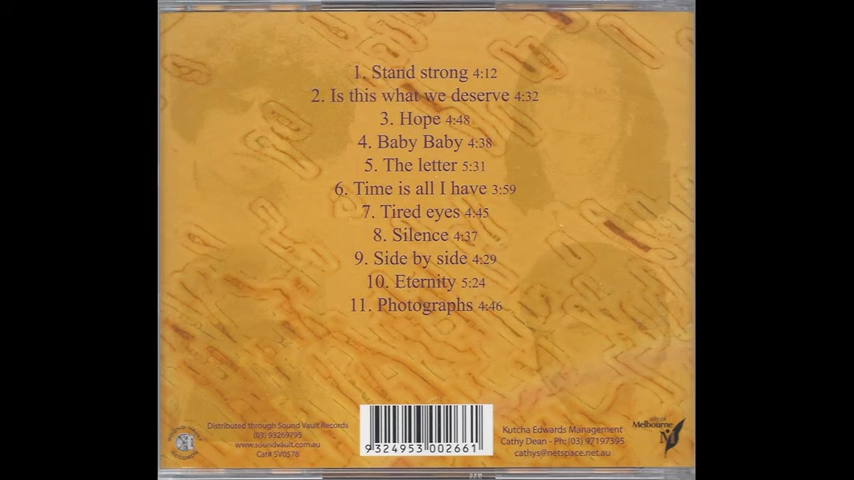 1. Stand strong 4:12
2. Is this what we deserve 4:32
3. Hope 4:48
4. Baby Baby 4:38
5. The letter 5:31
6. Time is all I have 3:59
7. Tired eyes 4:45
8. Silence 4:37
9. Side by side 4:29
10. Eternity 5:24
11. Photographs 4:46
Distributed through Sound Vault Records
(03) 93269795
www.soundvault.com.au
Cat# SV0578
9 324953 002661
Kutcha Edwards Management
Cathy Dean - Ph: (03) 97197395
cathys@netspace.net.au
Melbourne